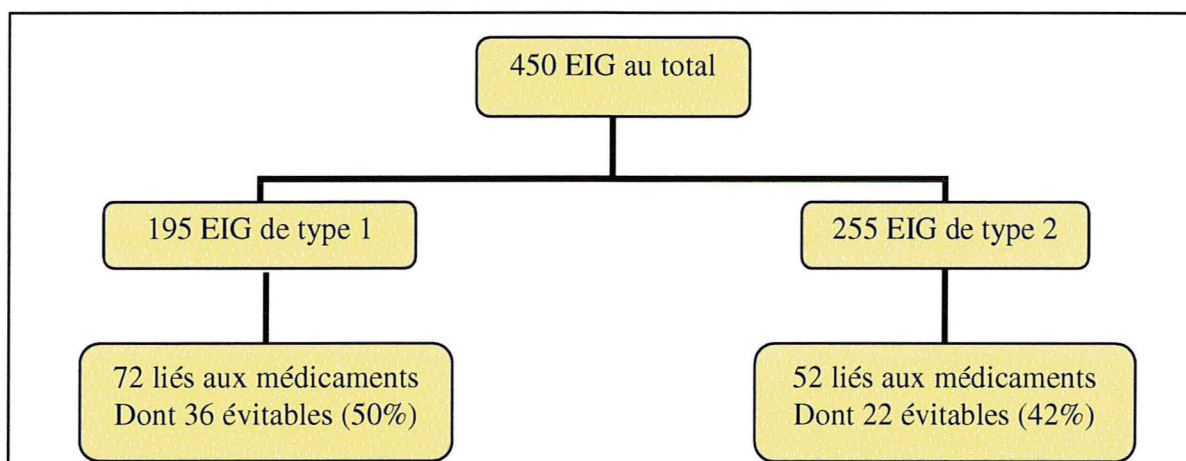 450 EIG au total
195 EIG de type 1
255 EIG de type 2
72 liés aux médicaments
Dont 36 évitables (50%)
52 liés aux médicaments
Dont 22 évitables (42%)